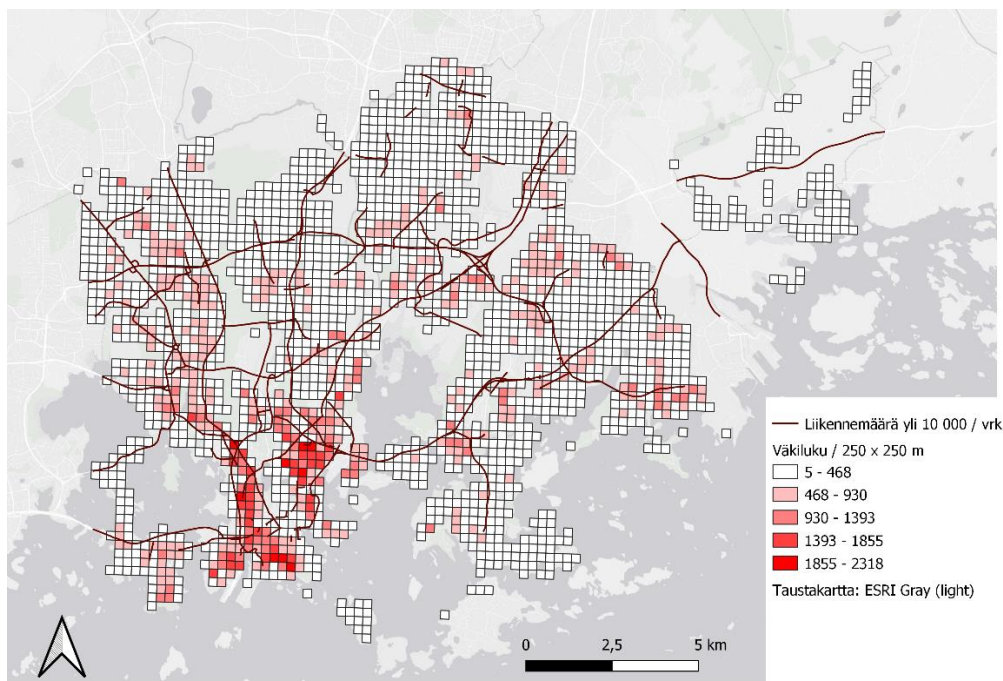 Liikennemäärä yli 10 000 / vrk
Väkiluku / 250 x 250 m
5 - 468
468 - 930
930 - 1393
1393 - 1855
1855 - 2318
Taustakartta: ESRI Gray (light)
0 2,5 5 km